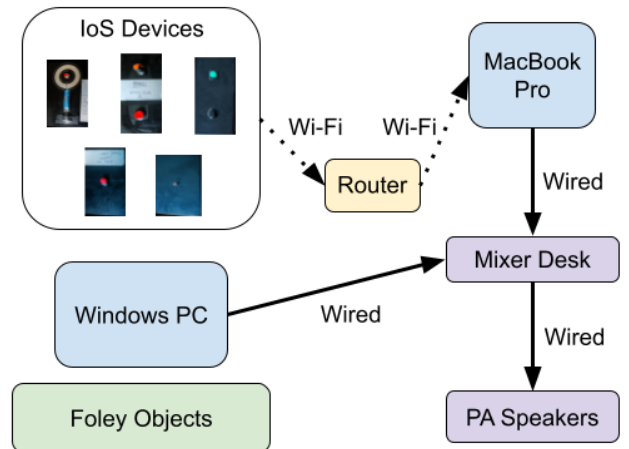 IoS Devices
MacBook
Pro
Wi-Fi
Wi-Fi
Router
Wired
Mixer Desk
Windows PC
Wired
Wired
Foley Objects
PA Speakers